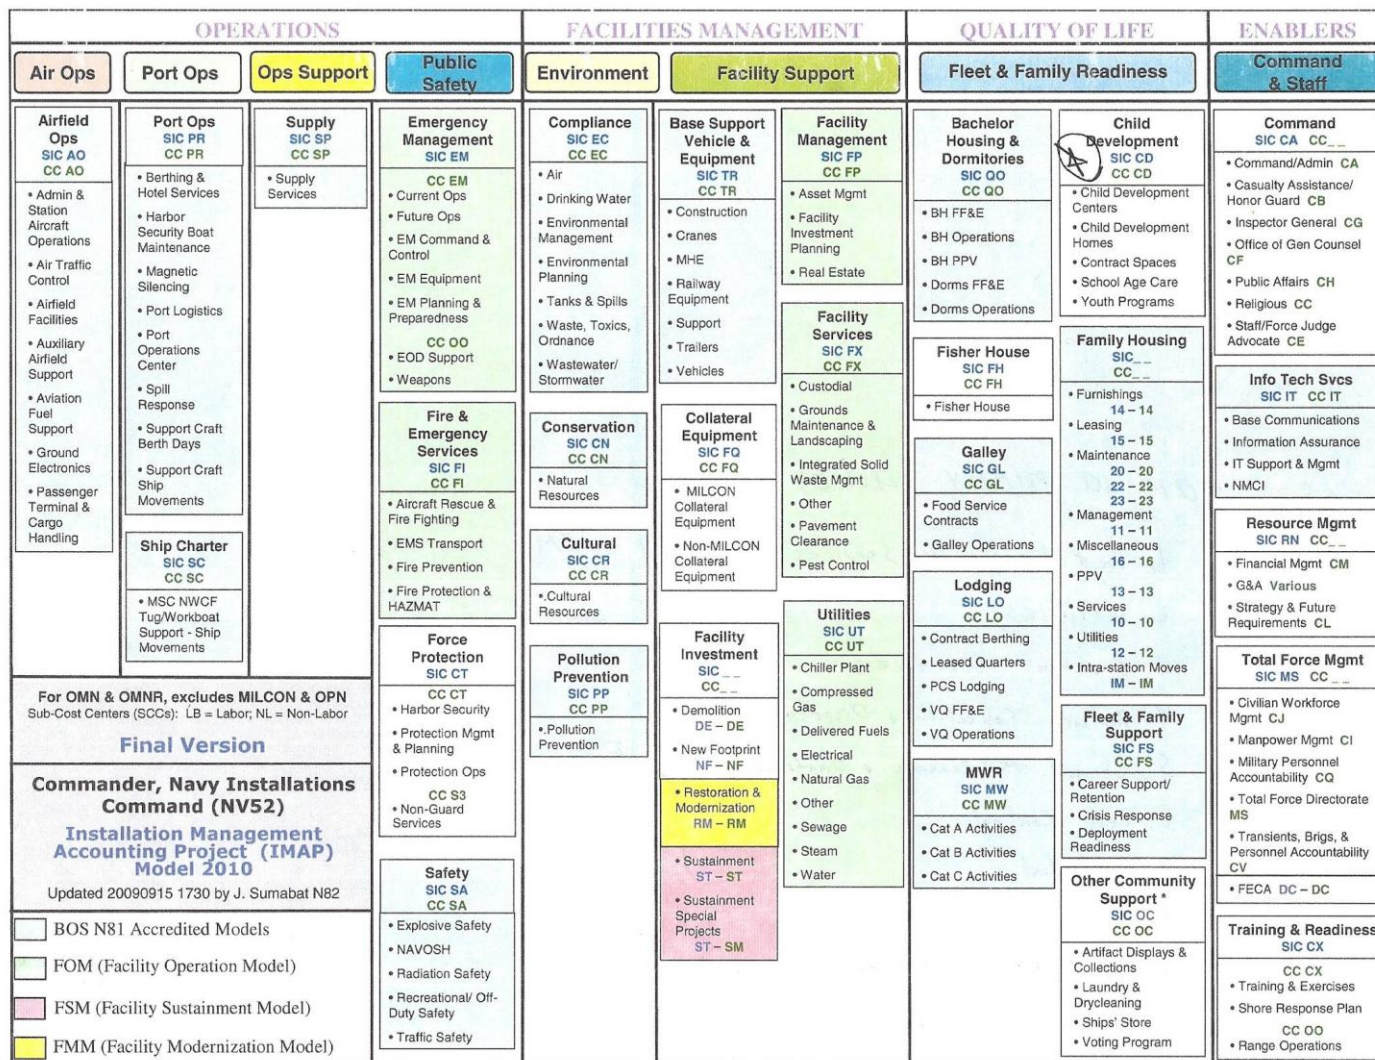 OPERATIONS
FACILITIES MANAGEMENT
QUALITY OF LIFE
ENABLERS
Air Ops
Port Ops
Ops Support
Public
Safety
Environment
Facility Support
Fleet & Family Readiness
Command
& Staff
Airfield
Ops
SIC AO
CC AO
• Admin &
Station
Aircraft
Operations
• Air Traffic
Control
• Airfield
Facilities
• Auxiliary
Airfield
Support
• Aviation
Fuel
Support
• Ground
Electronics
• Passenger
Terminal &
Cargo
Handling
Port Ops
SIC PR
CC PR
• Berthing &
Hotel Services
• Harbor
Security Boat
Maintenance
• Magnetic
Silencing
• Port Logistics
• Port
Operations
Center
• Spill
Response
• Support Craft
Berth Days
• Support Craft
Ship
Movements
Ship Charter
SIC SC
CC SC
• MSC NWCF
Tug/Workboat
Support - Ship
Movements
Supply
SIC SP
CC SP
• Supply
Services
Emergency
Management
SIC EM
CC EM
• Current Ops
• Future Ops
• EM Command &
Control
• EM Equipment
• EM Planning &
Preparedness
CC OO
• EOD Support
• Weapons
Fire &
Emergency
Services
SIC FI
CC FI
• Aircraft Rescue &
Fire Fighting
• EMS Transport
• Fire Prevention
• Fire Protection &
HAZMAT
Force
Protection
SIC CT
CC CT
• Harbor Security
• Protection Mgmt
& Planning
• Protection Ops
CC S3
• Non-Guard
Services
Safety
SIC SA
CC SA
• Explosive Safety
• NAVOSH
• Radiation Safety
• Recreational/ Off-
Duty Safety
• Traffic Safety
Compliance
SIC EC
CC EC
• Air
• Drinking Water
• Environmental
Management
• Environmental
Planning
• Tanks & Spills
• Waste, Toxics,
Ordnance
• Wastewater/
Stormwater
Conservation
SIC CN
CC CN
• Natural
Resources
Cultural
SIC CR
CC CR
•.Cultural
Resources
Pollution
Prevention
SIC PP
CC PP
•.Pollution
Prevention
Base Support
Vehicle &
Equipment
SIC TR
CC TR
• Construction
• Cranes
• MHE
• Railway
Equipment
• Support
• Trailers
• Vehicles
Collateral
Equipment
SIC FQ
CC FQ
• MILCON
Collateral
Equipment
• Non-MILCON
Collateral
Equipment
Facility
Investment
SIC _ _
CC_ _
• Demolition
DE – DE
• New Footprint
NF – NF
• Restoration &
Modernization
RM – RM
• Sustainment
ST – ST
• Sustainment
Special
Projects
ST – SM
Facility
Management
SIC FP
CC FP
• Asset Mgmt
• Facility
Investment
Planning
• Real Estate
Facility
Services
SIC FX
CC FX
• Custodial
• Grounds
Maintenance &
Landscaping
• Integrated Solid
Waste Mgmt
• Other
• Pavement
Clearance
• Pest Control
Utilities
SIC UT
CC UT
• Chiller Plant
• Compressed
Gas
• Delivered Fuels
• Electrical
• Natural Gas
• Other
• Sewage
• Steam
• Water
Bachelor
Housing &
Dormitories
SIC QO
CC QO
• BH FF&E
• BH Operations
• BH PPV
• Dorms FF&E
• Dorms Operations
Fisher House
SIC FH
CC FH
• Fisher House
Galley
SIC GL
CC GL
• Food Service
Contracts
• Galley Operations
Lodging
SIC LO
CC LO
• Contract Berthing
• Leased Quarters
• PCS Lodging
• VQ FF&E
• VQ Operations
MWR
SIC MW
CC MW
• Cat A Activities
• Cat B Activities
• Cat C Activities
Child
Development
SIC CD
CC CD
• Child Development
Centers
• Child Development
Homes
• Contract Spaces
• School Age Care
• Youth Programs
Family Housing
SIC_ _
CC_ _
• Furnishings
14 – 14
• Leasing
15 – 15
• Maintenance
20 – 20
22 – 22
23 – 23
• Management
11 – 11
• Miscellaneous
16 – 16
• PPV
13 – 13
• Services
10 – 10
• Utilities
12 – 12
• Intra-station Moves
IM – IM
Fleet & Family
Support
SIC FS
CC FS
• Career Support/
Retention
• Crisis Response
• Deployment
Readiness
Other Community
Support *
SIC OC
CC OC
• Artifact Displays &
Collections
• Laundry &
Drycleaning
• Ships' Store
• Voting Program
Command
SIC CA CC_ _
• Command/Admin CA
• Casualty Assistance/
Honor Guard CB
• Inspector General CG
• Office of Gen Counsel
CF
• Public Affairs CH
• Religious CC
• Staff/Force Judge
Advocate CE
Info Tech Svcs
SIC IT CC IT
• Base Communications
• Information Assurance
• IT Support & Mgmt
• NMCI
Resource Mgmt
SIC RN CC_ _
• Financial Mgmt CM
• G&A Various
• Strategy & Future
Requirements CL
Total Force Mgmt
SIC MS CC _ _
• Civilian Workforce
Mgmt CJ
• Manpower Mgmt CI
• Military Personnel
Accountability CQ
• Total Force Directorate
MS
• Transients, Brigs, &
Personnel Accountability
CV
• FECA DC – DC
Training & Readiness
SIC CX
CC CX
• Training & Exercises
• Shore Response Plan
CC OO
• Range Operations
For OMN & OMNR, excludes MILCON & OPN
Sub-Cost Centers (SCCs): LB = Labor; NL = Non-Labor
Final Version
Commander, Navy Installations
Command (NV52)
Installation Management
Accounting Project (IMAP)
Model 2010
Updated 20090915 1730 by J. Sumabat N82
BOS N81 Accredited Models
FOM (Facility Operation Model)
FSM (Facility Sustainment Model)
FMM (Facility Modernization Model)